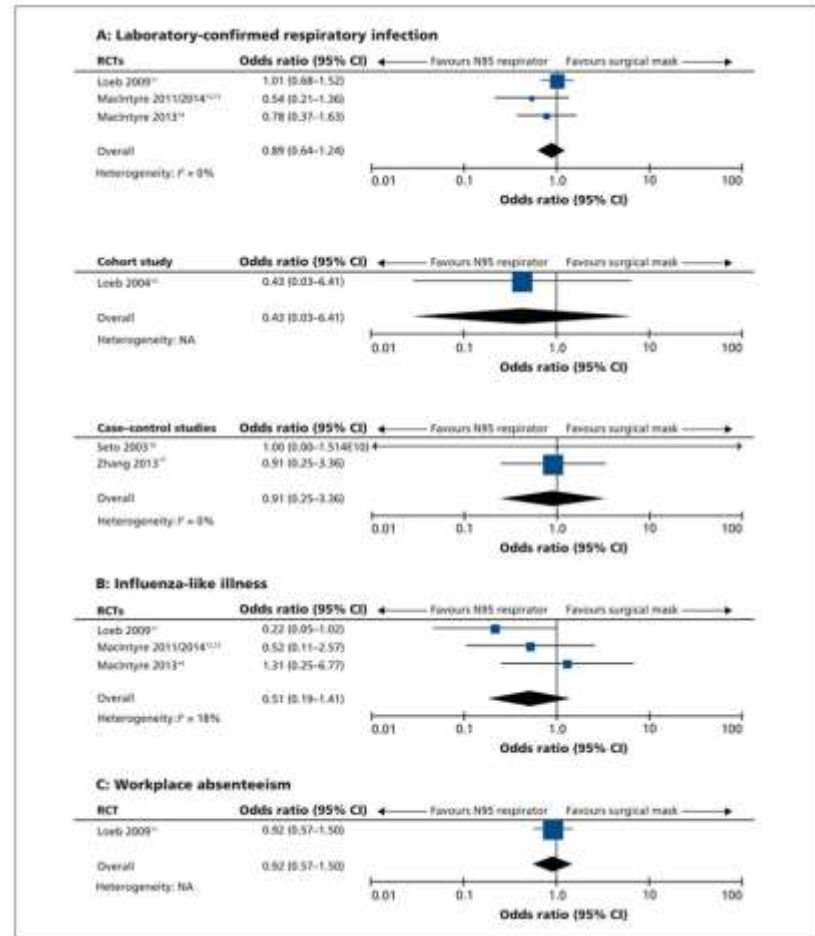 A: Laboratory-confirmed respiratory infection
RCTs Odds ratio (95% CI) Favours N95 respirator Favours surgical mask
Loeb 2009 1.01 (0.68–1.52)
MacIntyre 2011/2014 0.54 (0.21–1.36)
MacIntyre 2013 0.78 (0.37–1.63)
Overall 0.89 (0.64–1.24)
Heterogeneity: I² = 0%
0.01 0.1 1.0 10 100
Odds ratio (95% CI)
Cohort study Odds ratio (95% CI) Favours N95 respirator Favours surgical mask
Loeb 2004 0.43 (0.03–6.41)
Overall 0.43 (0.03–6.41)
Heterogeneity: NA
0.01 0.1 1.0 10 100
Odds ratio (95% CI)
Case–control studies Odds ratio (95% CI) Favours N95 respirator Favours surgical mask
Seto 2003 1.00 (0.00–1.514E10)
Zhang 2013 0.91 (0.25–3.36)
Overall 0.91 (0.25–3.36)
Heterogeneity: I² = 0%
0.01 0.1 1.0 10 100
Odds ratio (95% CI)
B: Influenza-like illness
RCTs Odds ratio (95% CI) Favours N95 respirator Favours surgical mask
Loeb 2009 0.22 (0.05–1.02)
MacIntyre 2011/2014 0.52 (0.11–2.57)
MacIntyre 2013 1.31 (0.25–6.77)
Overall 0.51 (0.19–1.41)
Heterogeneity: I² = 18%
0.01 0.1 1.0 10 100
Odds ratio (95% CI)
C: Workplace absenteeism
RCT Odds ratio (95% CI) Favours N95 respirator Favours surgical mask
Loeb 2009 0.92 (0.57–1.50)
Overall 0.92 (0.57–1.50)
Heterogeneity: NA
0.01 0.1 1.0 10 100
Odds ratio (95% CI)